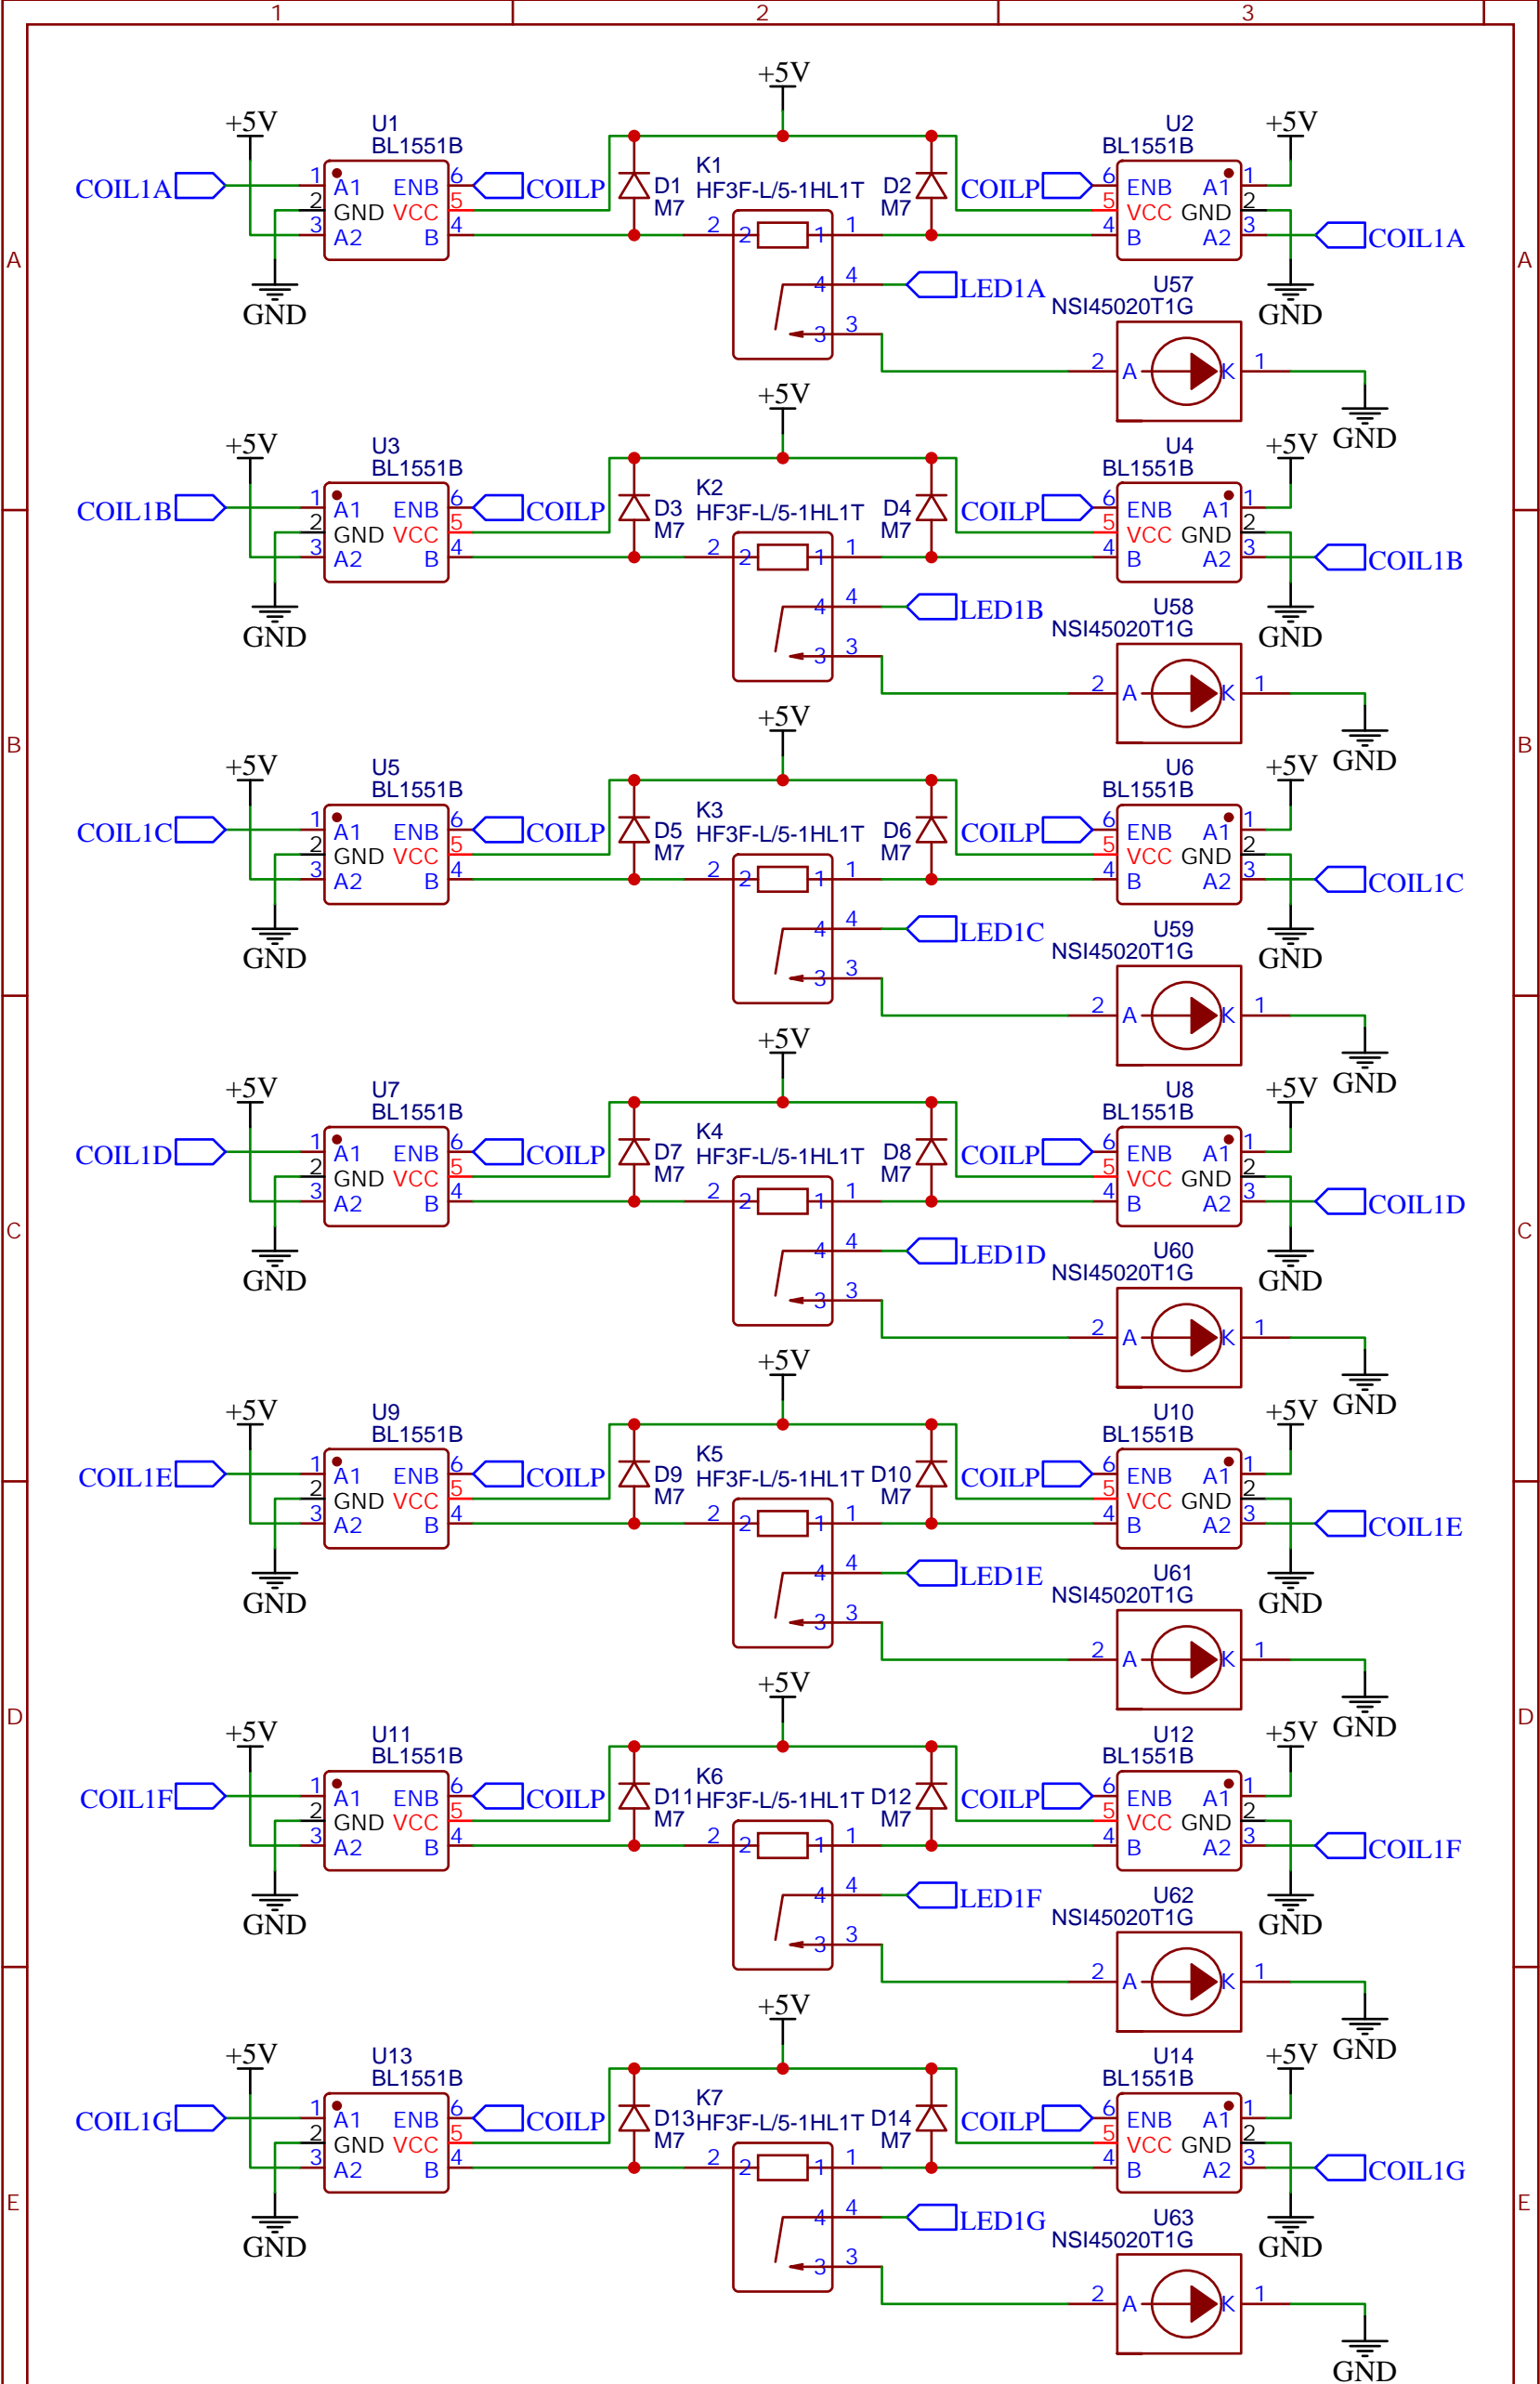 1 2 3
+5V
+5V U1 U2 +5V
BL1551B BL1551B
K1
COIL1A 1 A1 ENB 6 COILP D1 HF3F-L/5-1HL1T D2 COILP 6 ENB A1 1
2 GND VCC 5 M7 M7 5 VCC GND 2
3 A2 B 4 2 2 1 1 4 B A2 3 COIL1A
A A
4 4 LED1A U57
GND NSI45020T1G GND
3 3
2 A K 1
+5V GND
+5V U3 U4 +5V
BL1551B BL1551B
K2
COIL1B 1 A1 ENB 6 COILP D3 HF3F-L/5-1HL1T D4 COILP 6 ENB A1 1
2 GND VCC 5 M7 M7 5 VCC GND 2
3 A2 B 4 2 2 1 1 4 B A2 3 COIL1B
4 4 LED1B U58
GND NSI45020T1G GND
3 3
2 A K 1
+5V
B B
+5V U5 U6 +5V GND
BL1551B BL1551B
K3
COIL1C 1 A1 ENB 6 COILP D5 HF3F-L/5-1HL1T D6 COILP 6 ENB A1 1
2 GND VCC 5 M7 M7 5 VCC GND 2
3 A2 B 4 2 2 1 1 4 B A2 3 COIL1C
4 4 LED1C U59
GND NSI45020T1G GND
3 3
2 A K 1
+5V
+5V U7 U8 +5V GND
BL1551B BL1551B
K4
COIL1D 1 A1 ENB 6 COILP D7 HF3F-L/5-1HL1T D8 COILP 6 ENB A1 1
2 GND VCC 5 M7 M7 5 VCC GND 2
3 A2 B 4 2 2 1 1 4 B A2 3 COIL1D
C C
4 4 LED1D U60
GND NSI45020T1G GND
3 3
2 A K 1
+5V
+5V U9 U10 +5V GND
BL1551B BL1551B
K5
COIL1E 1 A1 ENB 6 COILP D9 HF3F-L/5-1HL1T D10 COILP 6 ENB A1 1
2 GND VCC 5 M7 M7 5 VCC GND 2
3 A2 B 4 2 2 1 1 4 B A2 3 COIL1E
4 4 LED1E U61
GND NSI45020T1G GND
3 3
2 A K 1
+5V
D D
+5V U11 U12 +5V GND
BL1551B BL1551B
K6
COIL1F 1 A1 ENB 6 COILP D11 HF3F-L/5-1HL1T D12 COILP 6 ENB A1 1
2 GND VCC 5 M7 M7 5 VCC GND 2
3 A2 B 4 2 2 1 1 4 B A2 3 COIL1F
4 4 LED1F U62
GND NSI45020T1G GND
3 3
2 A K 1
+5V
+5V U13 U14 +5V GND
BL1551B BL1551B
K7
COIL1G 1 A1 ENB 6 COILP D13 HF3F-L/5-1HL1T D14 COILP 6 ENB A1 1
2 GND VCC 5 M7 M7 5 VCC GND 2
3 A2 B 4 2 2 1 1 4 B A2 3 COIL1G
E E
4 4 LED1G U63
GND NSI45020T1G GND
3 3
2 A K 1
GND